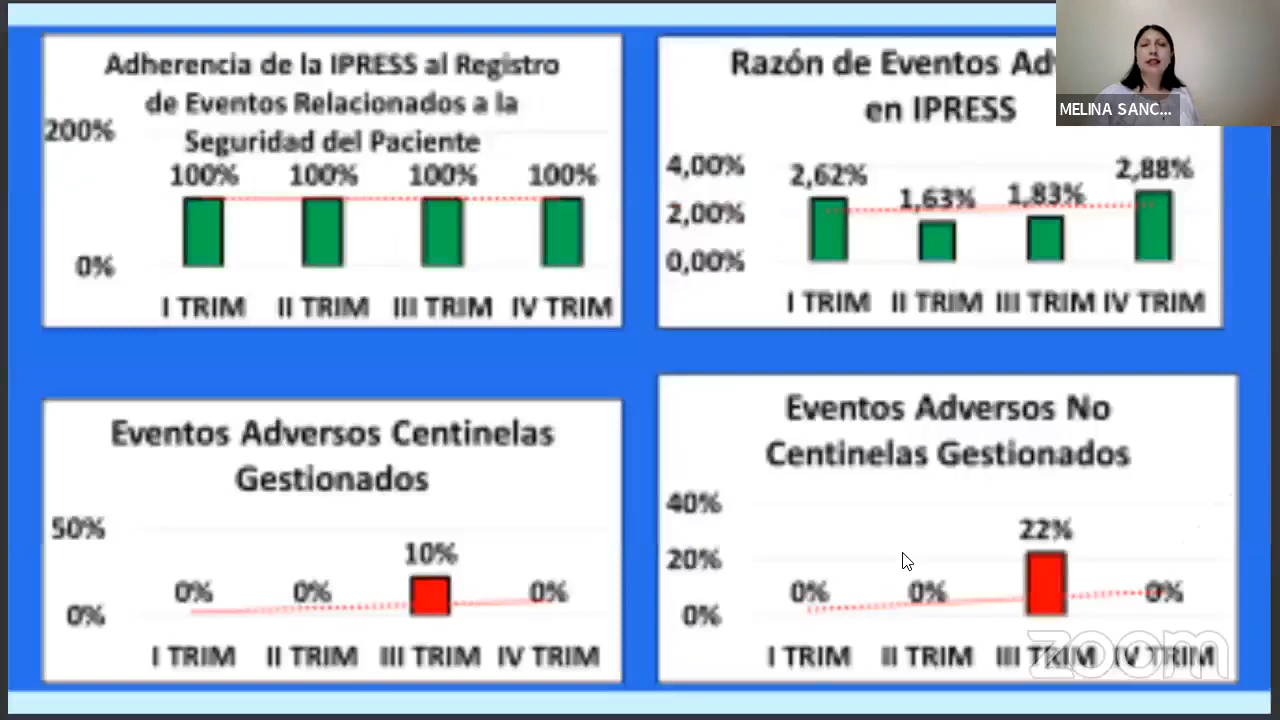 Adherencia de la IPRESS al Registro
de Eventos Relacionados a la
Seguridad del Paciente
200%
100% 100% 100% 100%
0%
I TRIM II TRIM III TRIM IV TRIM
Razón de Eventos Adv
en IPRESS
4,00%
2,62% 1,63% 1,83% 2,88%
2,00%
0,00%
I TRIM II TRIM III TRIM IV TRIM
MELINA SANC...
Eventos Adversos Centinelas
Gestionados
50%
0% 0% 10% 0%
0%
I TRIM II TRIM III TRIM IV TRIM
Eventos Adversos No
Centinelas Gestionados
40%
22%
20%
0% 0% 0%
0%
I TRIM II TRIM III TRIM IV TRIM
zoom